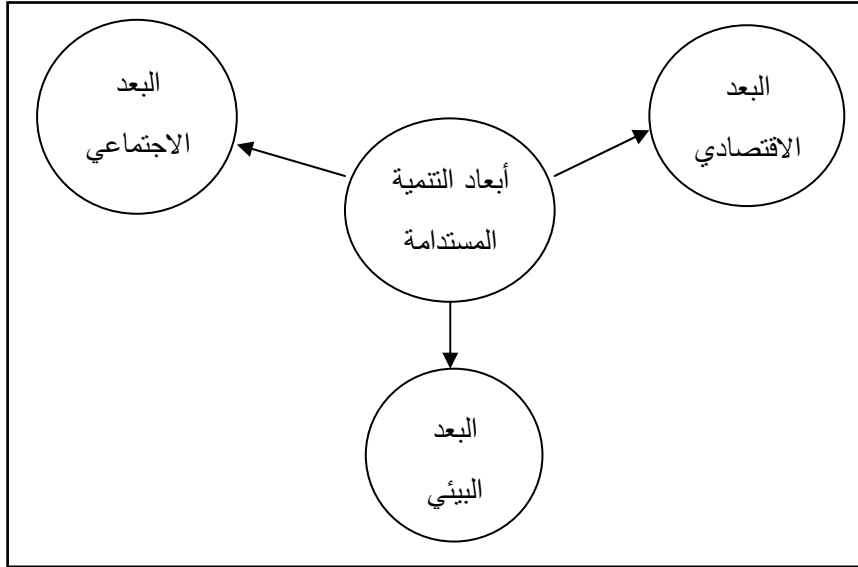 البعد
الاقتصادي
البعد
الاجتماعي
أبعاد التنمية
المستدامة
البعد
البيئي